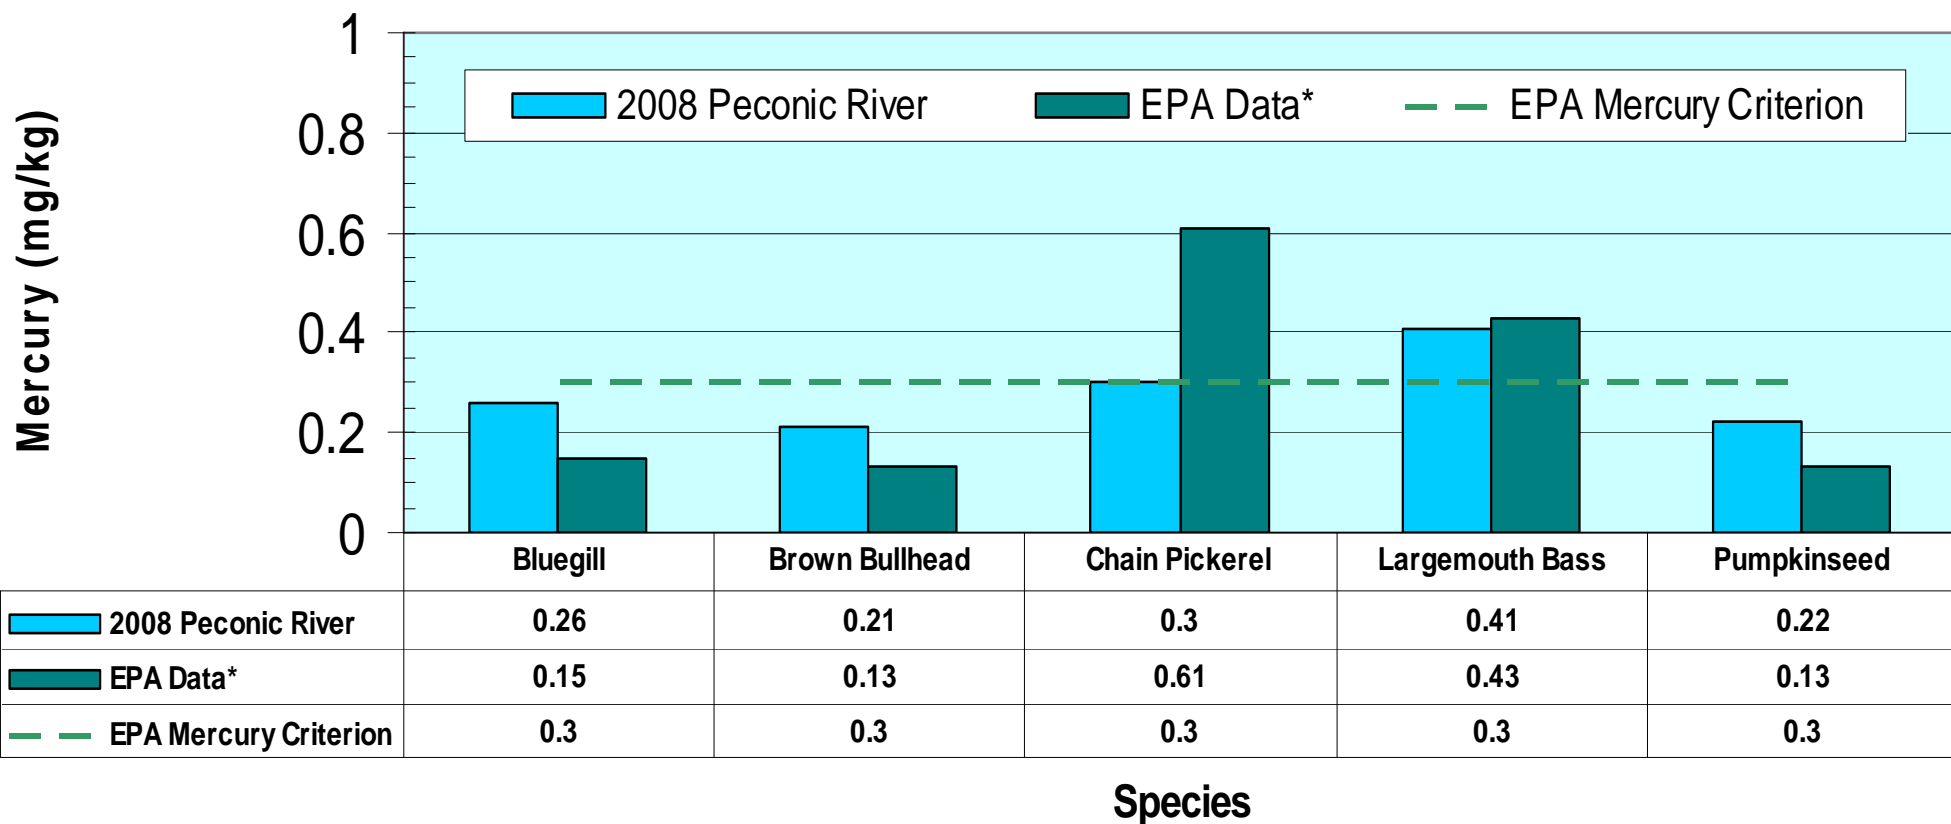 Mercury (mg/kg)
1
0.8
0.6
0.4
0.2
0
2008 Peconic River EPA Data* EPA Mercury Criterion
Bluegill Brown Bullhead Chain Pickerel Largemouth Bass Pumpkinseed
2008 Peconic River 0.26 0.21 0.3 0.41 0.22
EPA Data* 0.15 0.13 0.61 0.43 0.13
EPA Mercury Criterion 0.3 0.3 0.3 0.3 0.3
Species